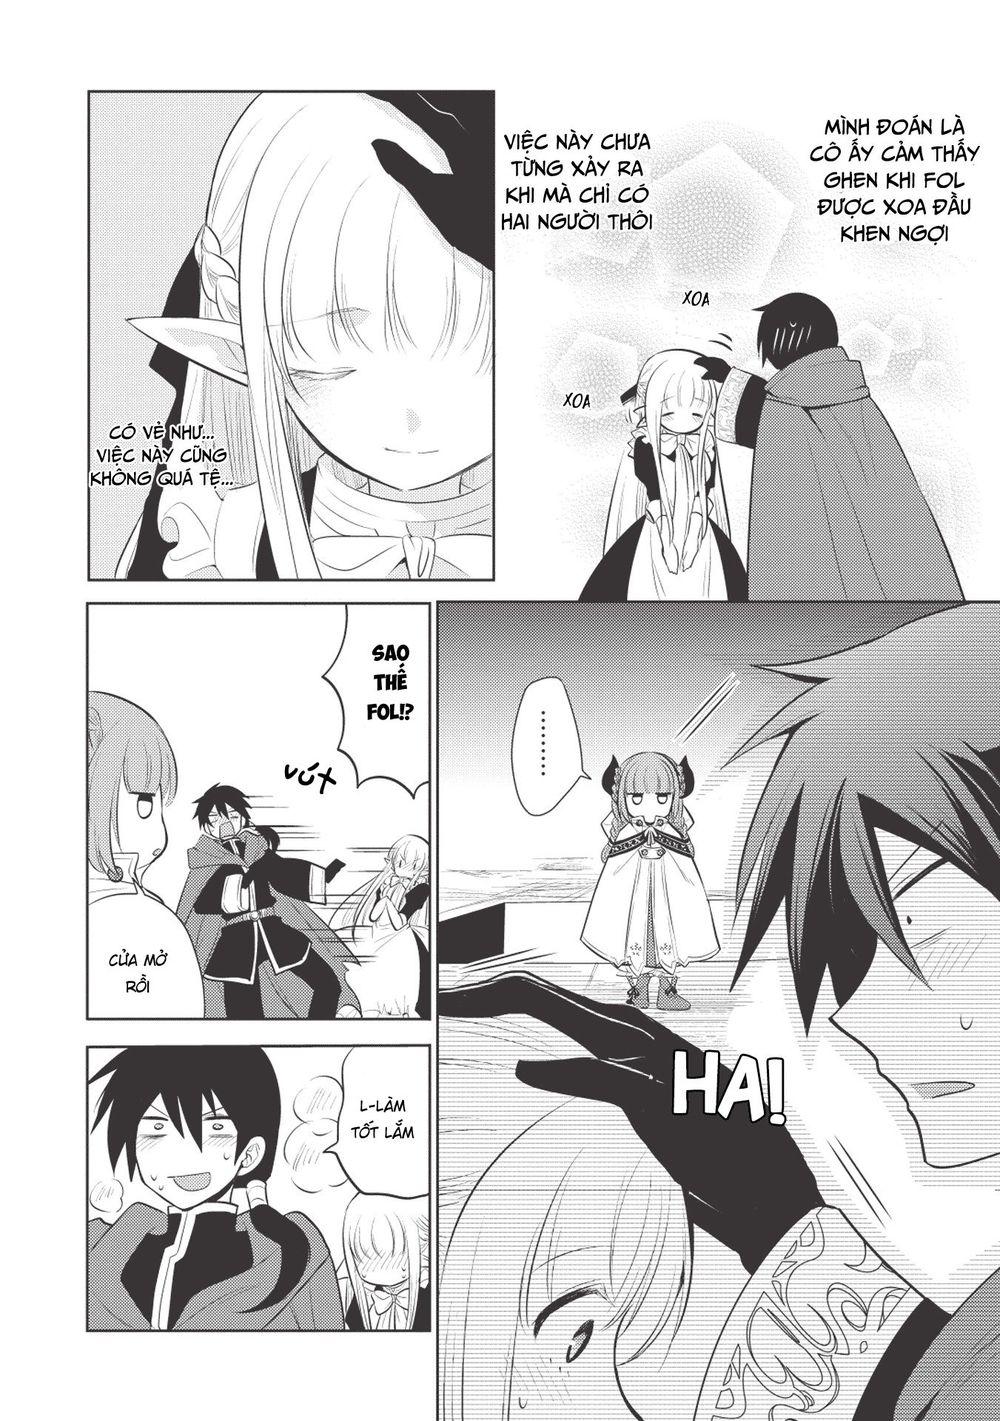 MÌNH ĐOÁN LÀ
CÔ ẤY CẢM THẤY
GHEN KHI FOL
ĐƯỢC XOA ĐẦU
KHEN NGỢI
VIỆC NÀY CHƯA
TỪNG XẢY RA
KHI MÀ CHỈ CÓ
HAI NGƯỜI THÔI
XOA
XOA
CÓ VẺ NHƯ...
VIỆC NÀY CŨNG
KHÔNG QUÁ TỆ...
.........
HA!
SAO
THẾ
FOL!?
VÚT
CỬA MỞ
RỒI
L-LÀM
TỐT LẮM